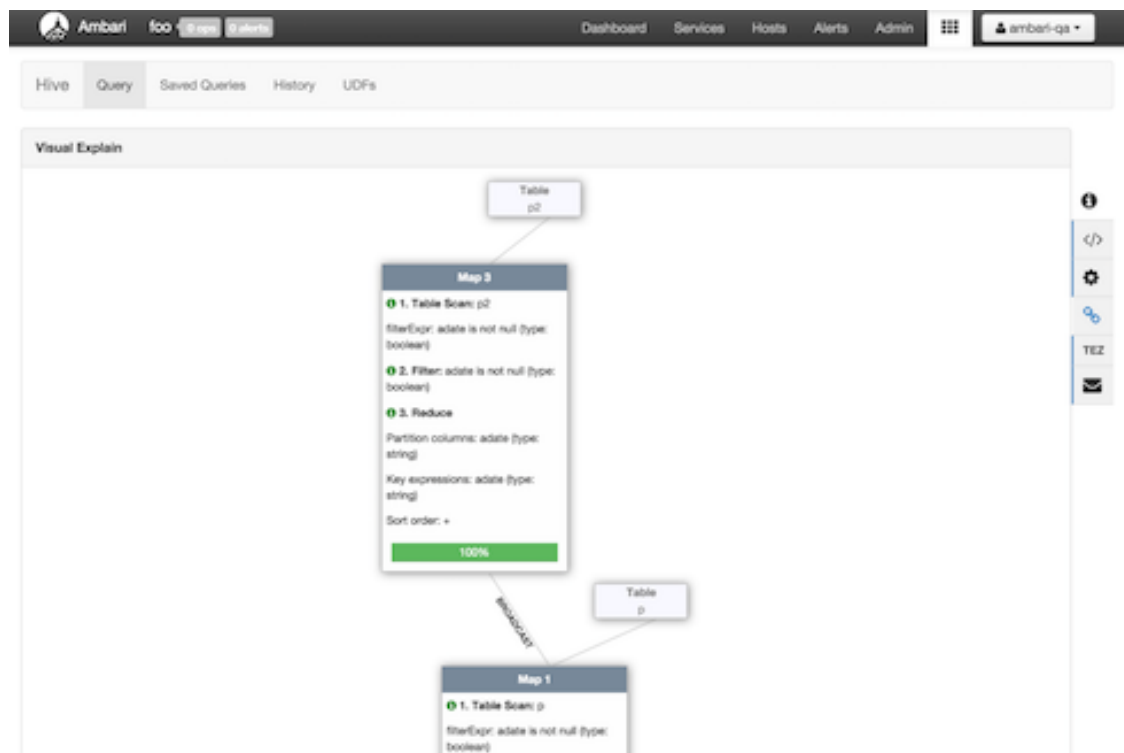 Ambari foo 0 ops 0 alerts Dashboard Services Hosts Alerts Admin ambari-qa
Hive Query Saved Queries History UDFs
Visual Explain
Table
p2
Map 3
1. Table Scan: p2
filterExpr: adate is not null (type:
boolean)
2. Filter: adate is not null (type:
boolean)
3. Reduce
Partition columns: adate (type:
string)
Key expressions: adate (type:
string)
Sort order: +
100%
TEZ
BROADCAST
Table
p
Map 1
1. Table Scan: p
filterExpr: adate is not null (type:
boolean)